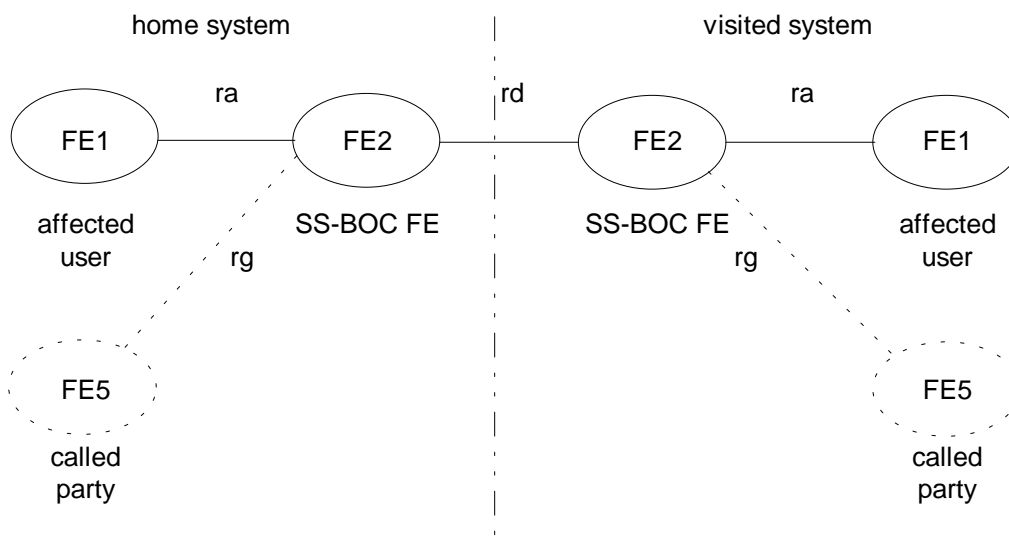 home system
visited system
ra
rd
ra
FE1
FE2
FE2
FE1
affected
user
SS-BOC FE
SS-BOC FE
affected
user
rg
rg
FE5
FE5
called
party
called
party